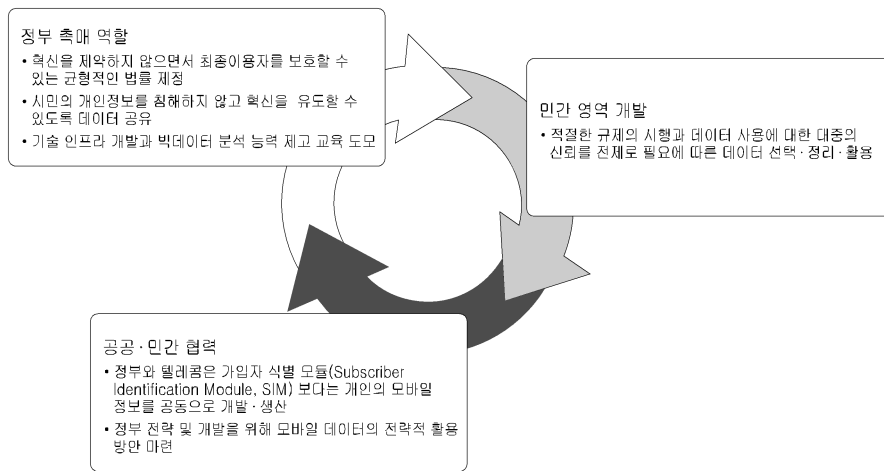 정부 촉매 역할
• 혁신을 제약하지 않으면서 최종이용자를 보호할 수
있는 균형적인 법률 제정
• 시민의 개인정보를 침해하지 않고 혁신을 유도할 수
있도록 데이터 공유
• 기술 인프라 개발과 빅데이터 분석 능력 제고 교육 도모
민간 영역 개발
• 적절한 규제의 시행과 데이터 사용에 대한 대중의
신뢰를 전제로 필요에 따른 데이터 선택·정리·활용
공공·민간 협력
• 정부와 텔레콤은 가입자 식별 모듈(Subscriber
Identification Module, SIM) 보다는 개인의 모바일
정보를 공동으로 개발·생산
• 정부 전략 및 개발을 위해 모바일 데이터의 전략적 활용
방안 마련